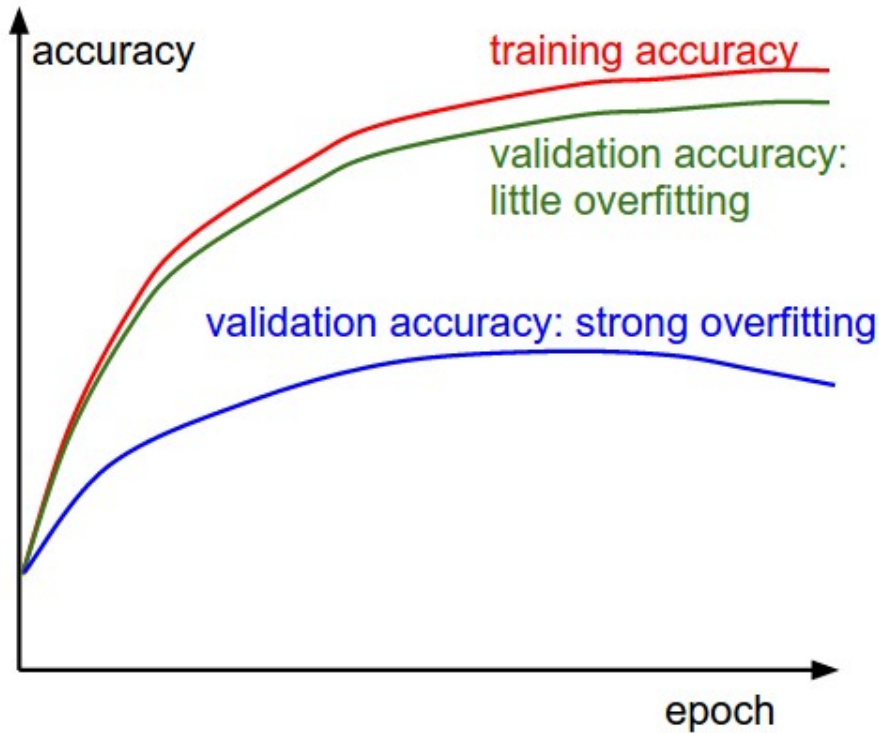 accuracy
training accuracy
validation accuracy:
little overfitting
validation accuracy: strong overfitting
epoch